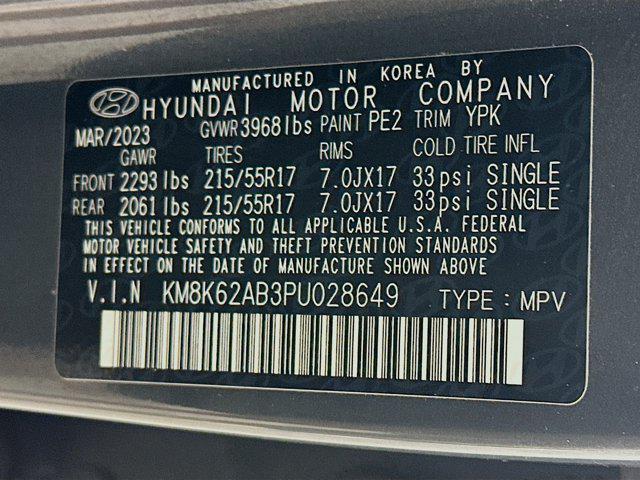 MANUFACTURED IN KOREA BY
HYUNDAI MOTOR COMPANY
MAR/2023 GVWR 3968 lbs PAINT PE2 TRIM YPK
GAWR TIRES RIMS COLD TIRE INFL
FRONT 2293 lbs 215/55R17 7.0JX17 33psi SINGLE
REAR 2061 lbs 215/55R17 7.0JX17 33psi SINGLE
THIS VEHICLE CONFORMS TO ALL APPLICABLE U.S.A. FEDERAL
MOTOR VEHICLE SAFETY AND THEFT PREVENTION STANDARDS
IN EFFECT ON THE DATE OF MANUFACTURE SHOWN ABOVE.
V.I.N KM8K62AB3PU028649 TYPE : MPV